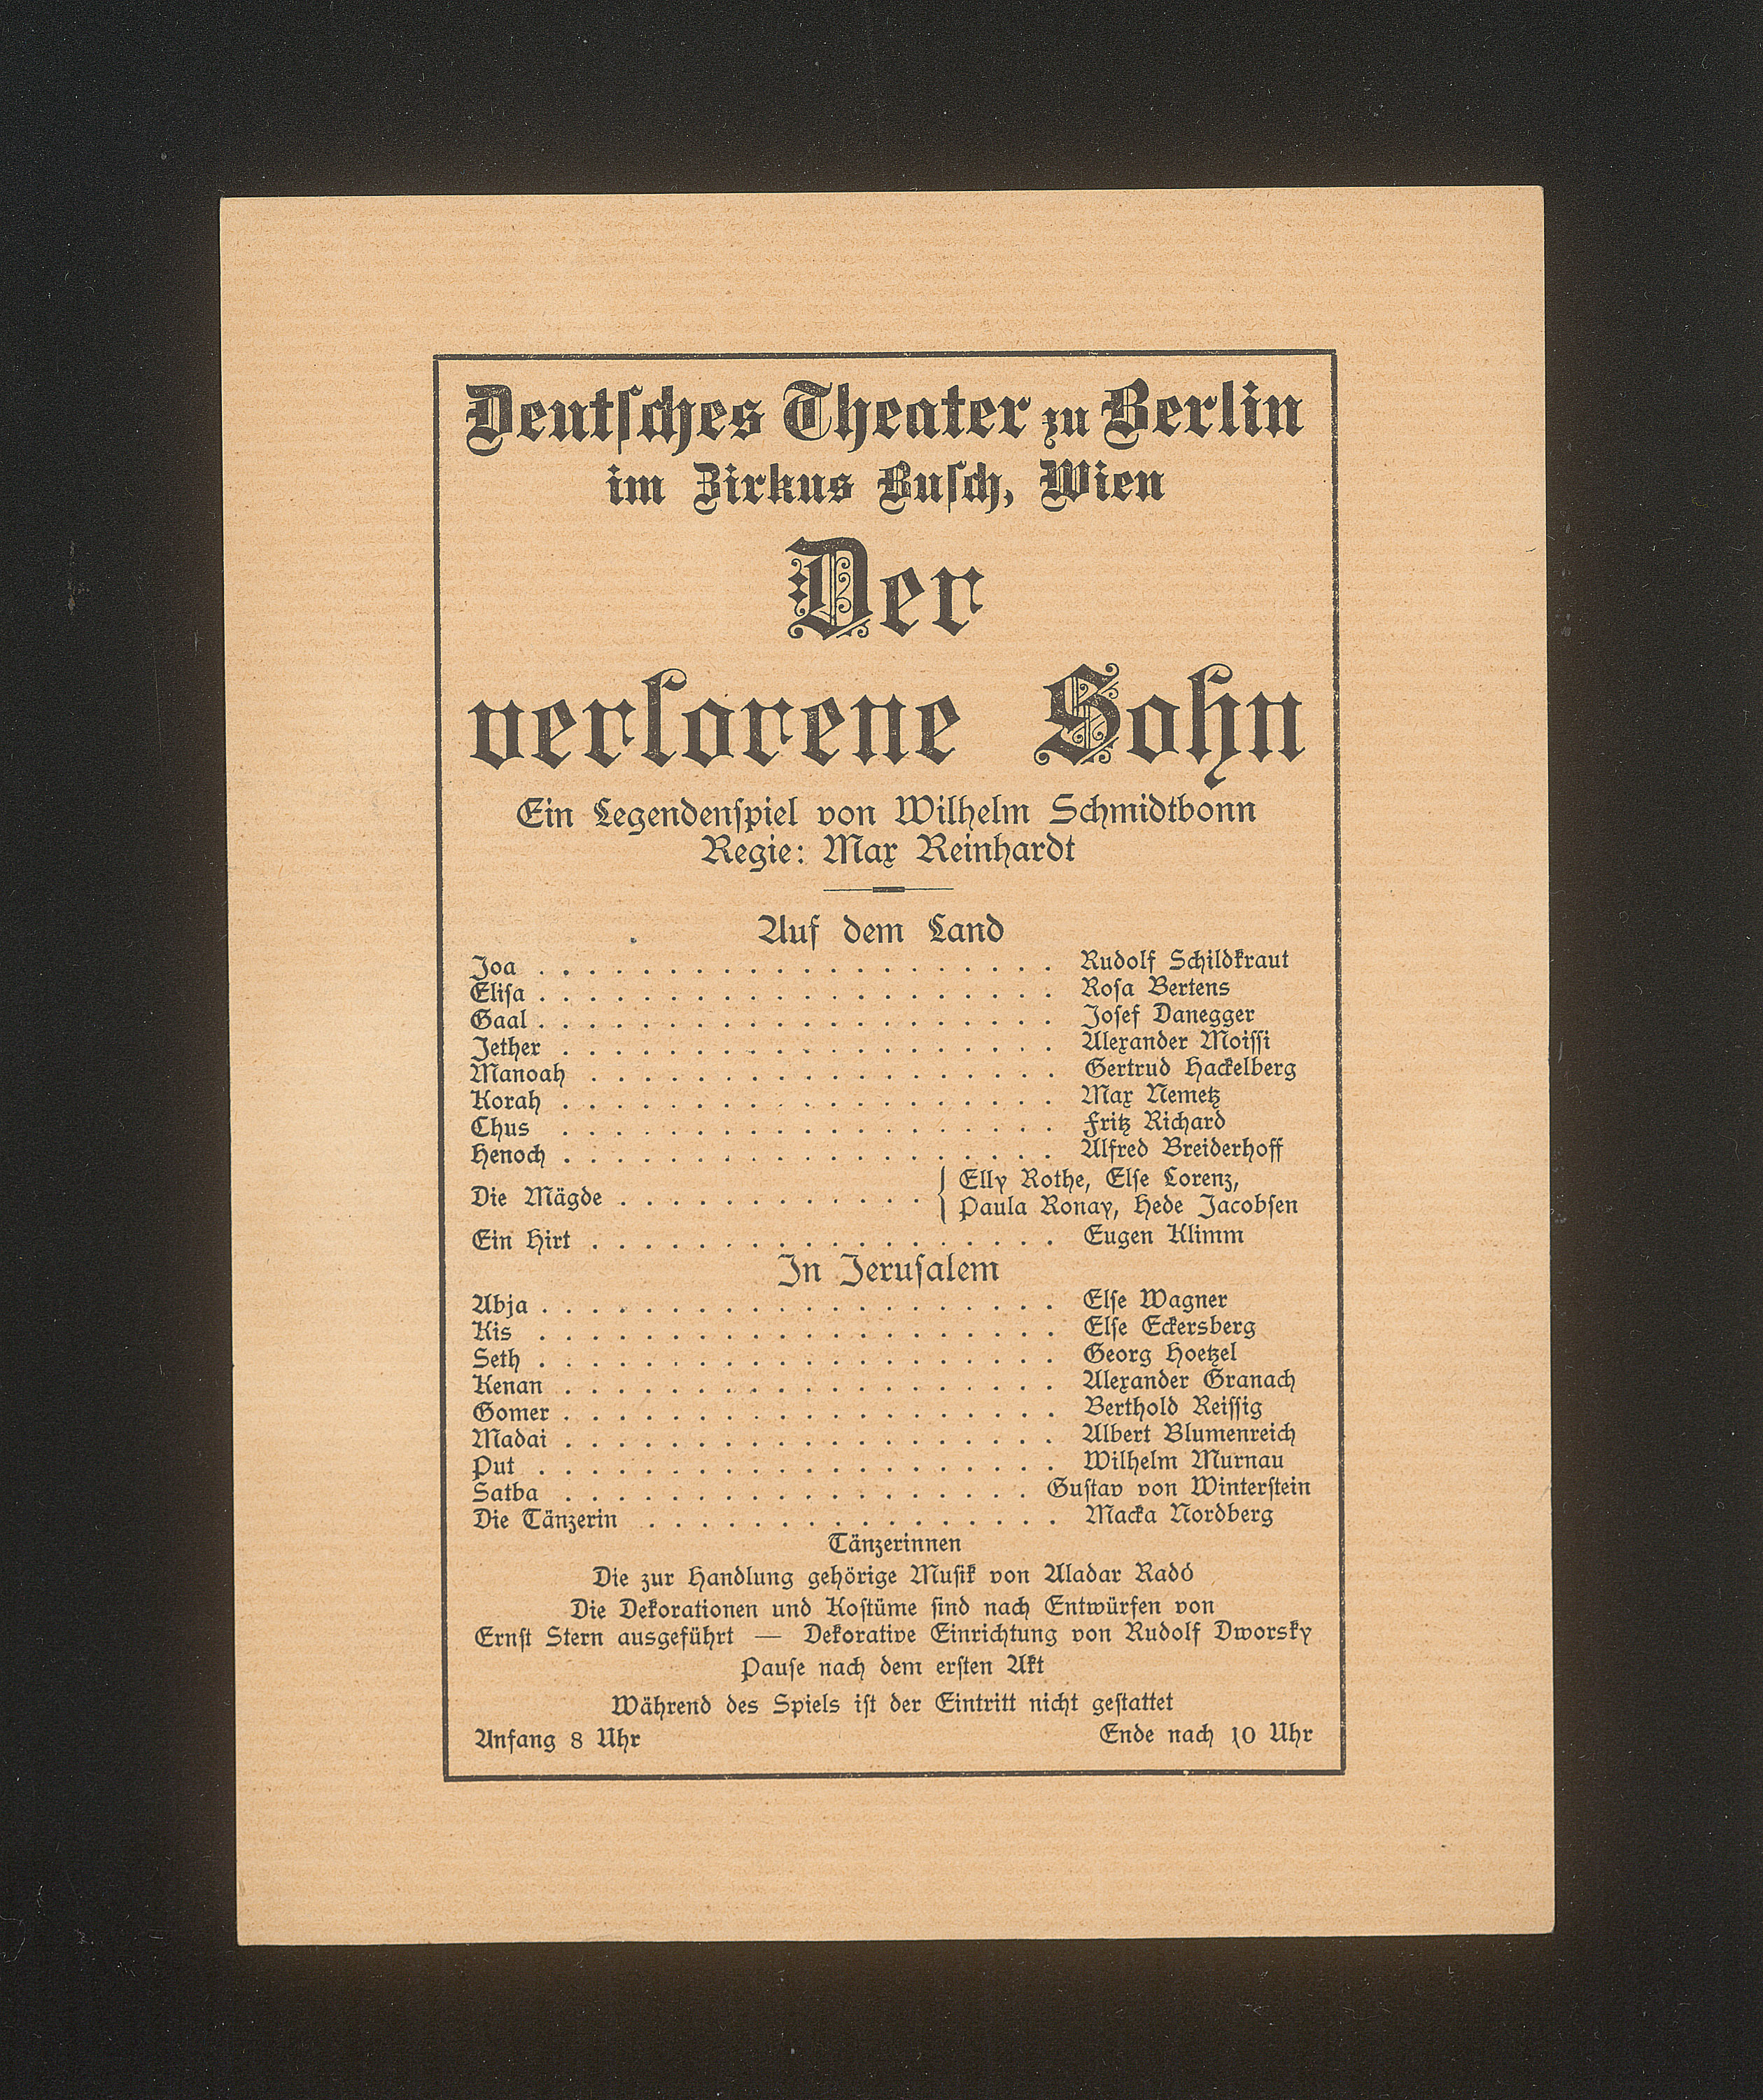 Deutsches Theater zu Berlin
im Zirkus Busch, Wien
Der
verlorene Sohn
Ein Legendenspiel von Wilhelm Schmidtbonn
Regie: Max Reinhardt
Auf dem Land
Joa . . . . . . . . . . . . . . . . . . . . Rudolf Schildkraut
Elisa . . . . . . . . . . . . . . . . . . . . Rosa Bertens
Gaal . . . . . . . . . . . . . . . . . . . . Josef Danegger
Jether . . . . . . . . . . . . . . . . . . . Alexander Moissi
Manoah . . . . . . . . . . . . . . . . . . Gertrud Hackelberg
Korah . . . . . . . . . . . . . . . . . . . Max Nemetz
Chus . . . . . . . . . . . . . . . . . . . Fritz Richard
Henoch . . . . . . . . . . . . . . . . . . . Alfred Breiderhoff
Die Mägde . . . . . . . . . . . . { Elly Rothe, Else Lorenz,
Paula Ronay, Hede Jacobsen
Ein Hirt . . . . . . . . . . . . . . . . . . Eugen Klimm
In Jerusalem
Abja . . . . . . . . . . . . . . . . . . . . Else Wagner
Kis . . . . . . . . . . . . . . . . . . . . Else Eckersberg
Seth . . . . . . . . . . . . . . . . . . . . Georg Hoetzel
Kenan . . . . . . . . . . . . . . . . . . . Alexander Granach
Gomer . . . . . . . . . . . . . . . . . . . Berthold Reissig
Madai . . . . . . . . . . . . . . . . . . . Albert Blumenreich
Put . . . . . . . . . . . . . . . . . . . . Wilhelm Murnau
Satba . . . . . . . . . . . . . . . . . . Gustav von Winterstein
Die Tänzerin . . . . . . . . . . . . . . . . Macka Nordberg
Tänzerinnen
Die zur Handlung gehörige Musik von Aladar Radó
Die Dekorationen und Kostüme sind nach Entwürfen von
Ernst Stern ausgeführt — Dekorative Einrichtung von Rudolf Dworsky
Pause nach dem ersten Akt
Während des Spiels ist der Eintritt nicht gestattet
Anfang 8 Uhr Ende nach 10 Uhr